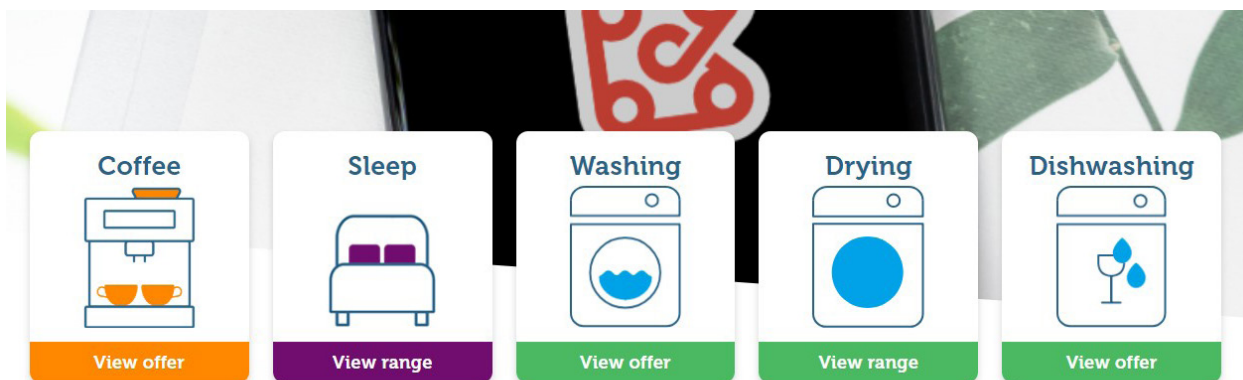 Coffee
Sleep
Washing
Drying
Dishwashing
View offer
View range
View offer
View range
View offer